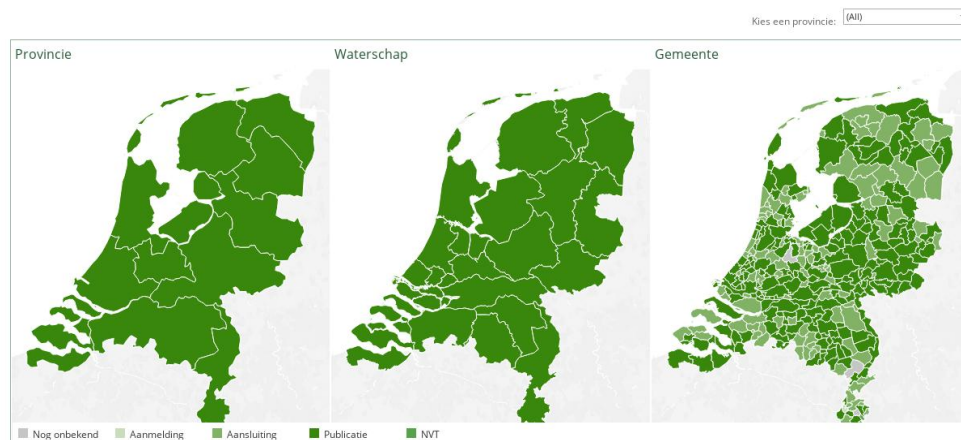 Kies een provincie: (All)
Provincie Waterschap Gemeente
Nog onbekend Aanmelding Aansluiting Publicatie NVT